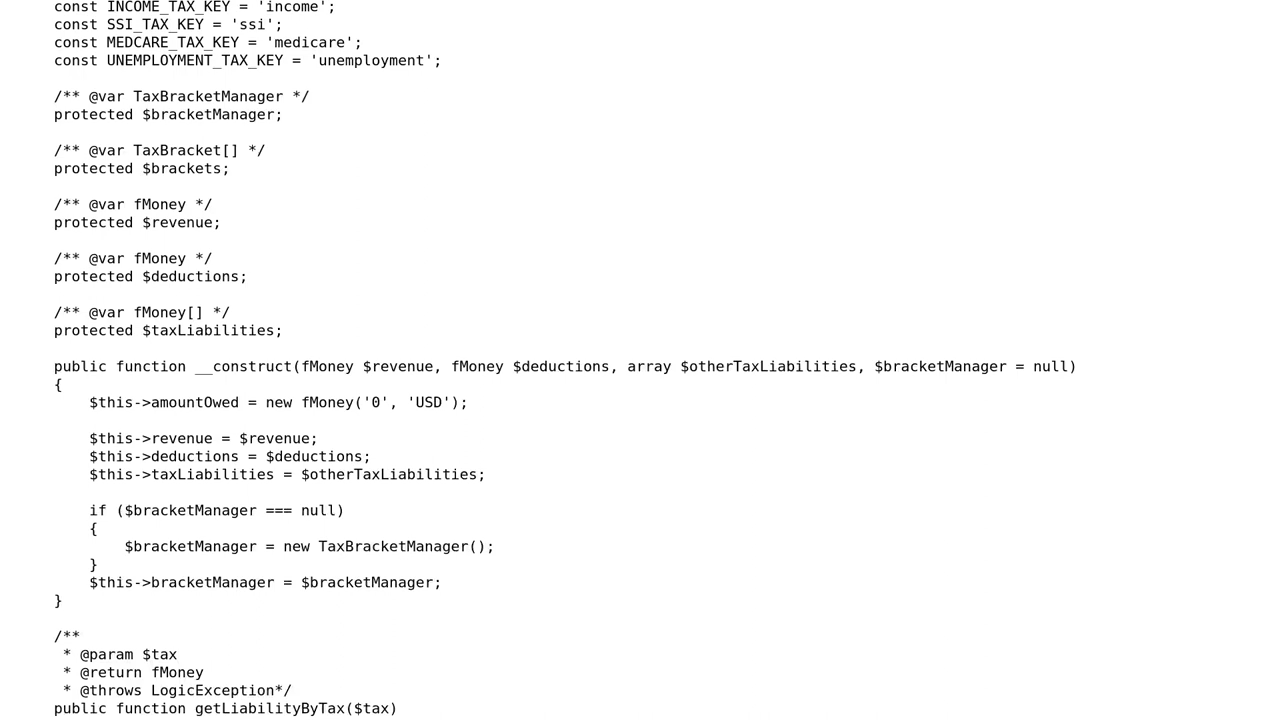 const INCOME_TAX_KEY = 'income';
const SSI_TAX_KEY = 'ssi';
const MEDCARE_TAX_KEY = 'medicare';
const UNEMPLOYMENT_TAX_KEY = 'unemployment';

/** @var TaxBracketManager */
protected $bracketManager;

/** @var TaxBracket[] */
protected $brackets;

/** @var fMoney */
protected $revenue;

/** @var fMoney */
protected $deductions;

/** @var fMoney[] */
protected $taxLiabilities;

public function __construct(fMoney $revenue, fMoney $deductions, array $otherTaxLiabilities, $bracketManager = null)
{
    $this->amountOwed = new fMoney('0', 'USD');

    $this->revenue = $revenue;
    $this->deductions = $deductions;
    $this->taxLiabilities = $otherTaxLiabilities;

    if ($bracketManager === null)
    {
        $bracketManager = new TaxBracketManager();
    }
    $this->bracketManager = $bracketManager;
}

/**
 * @param $tax
 * @return fMoney
 * @throws LogicException*/
public function getLiabilityByTax($tax)